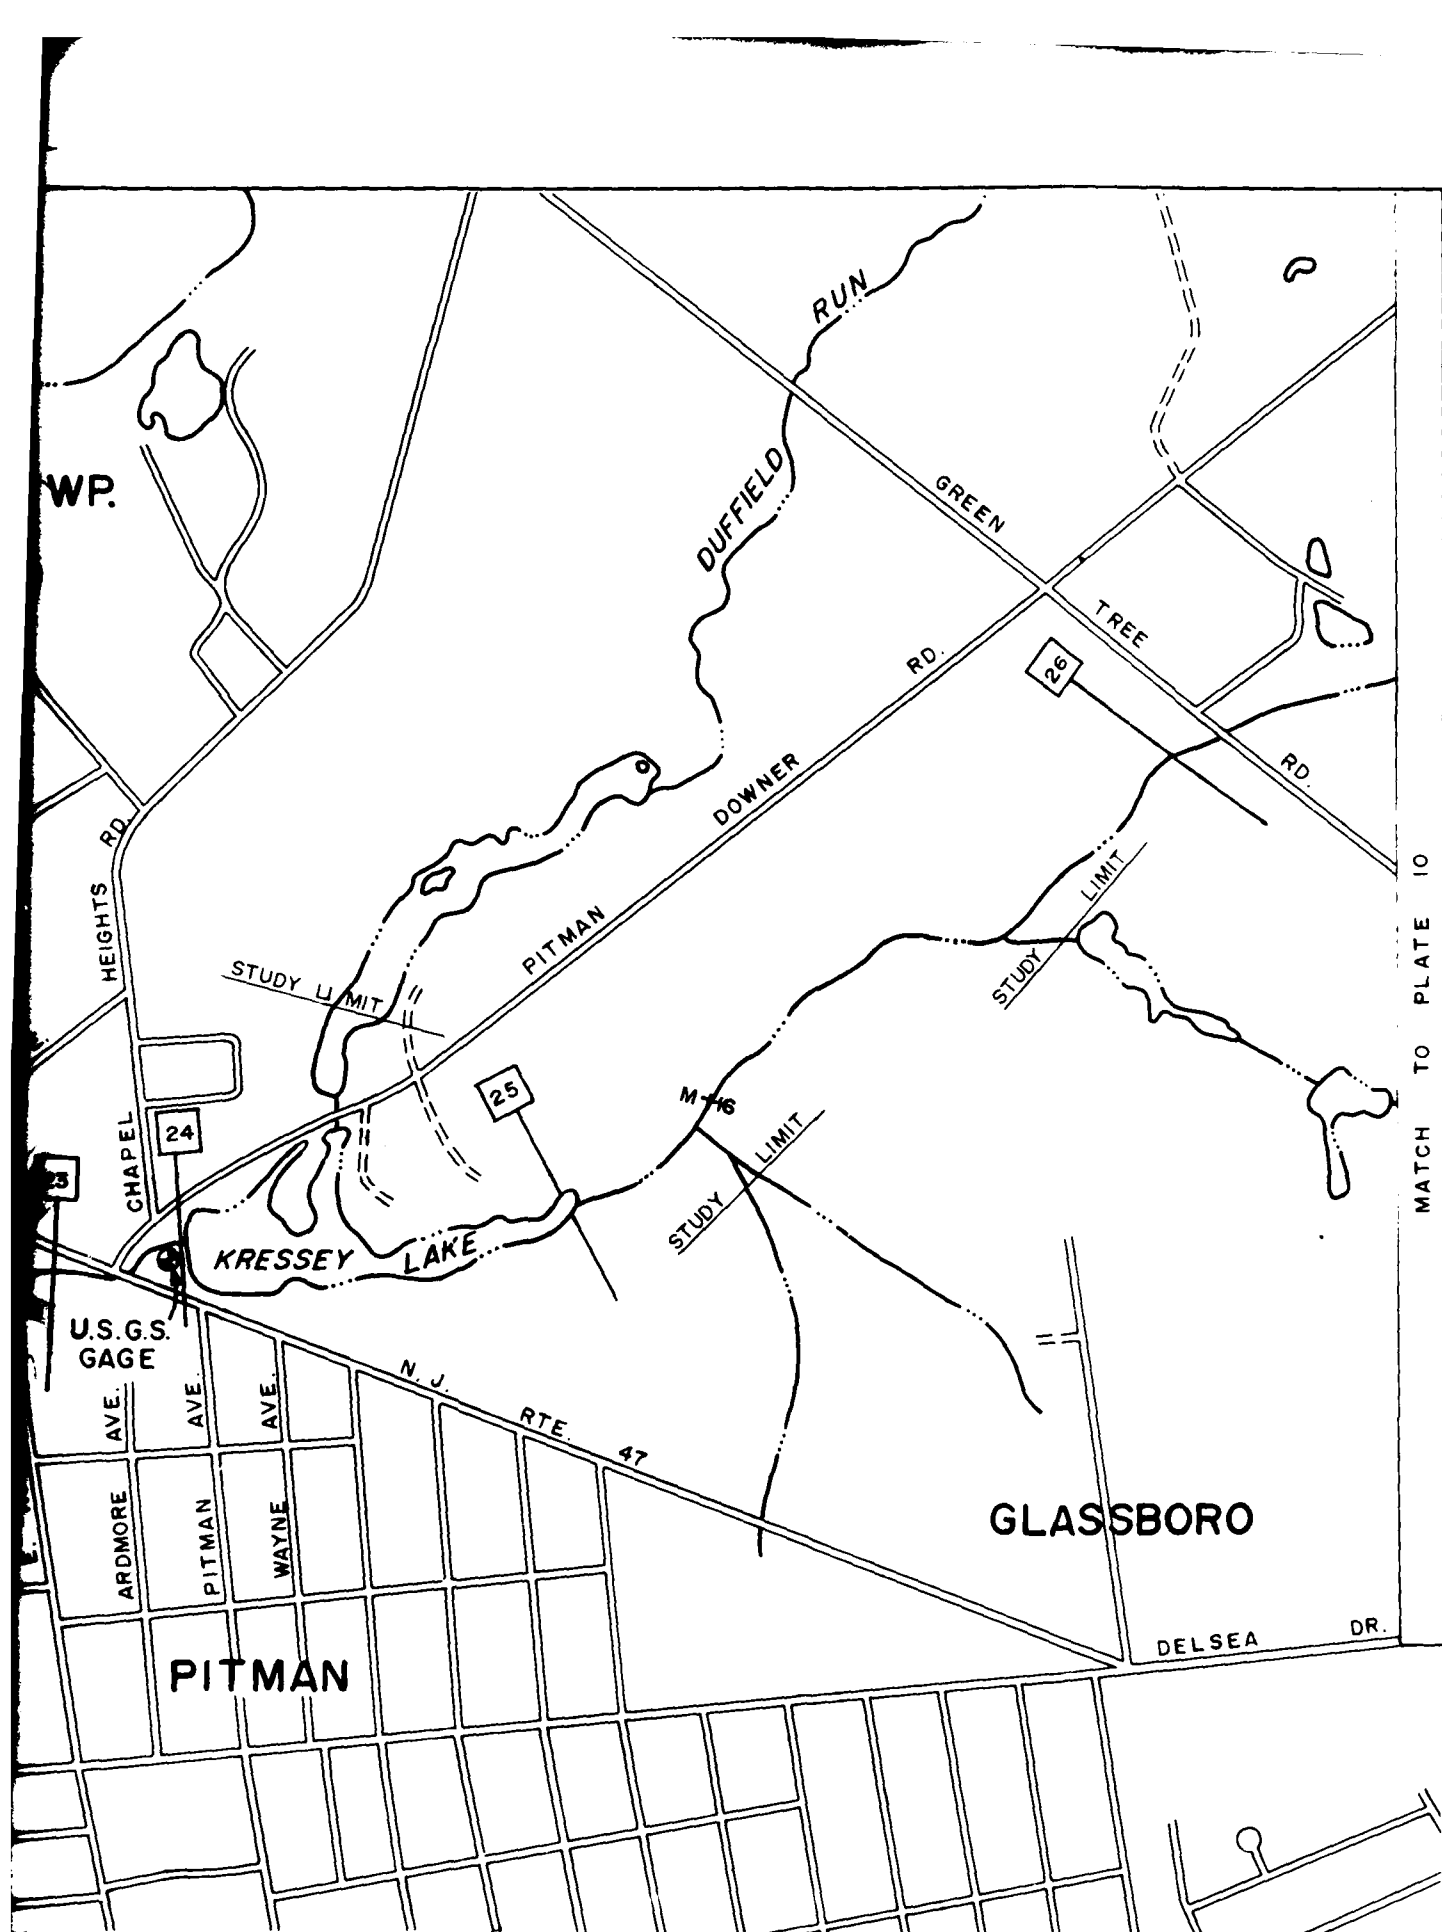 RUN
DUFFIELD
WP.
GREEN
TREE
RD.
26
RD.
DOWNER
PITMAN
RD.
HEIGHTS
CHAPEL
STUDY LIMIT
STUDY LIMIT
MATCH TO PLATE 10
25
M-16
STUDY LIMIT
24
KRESSEY LAKE
U.S.G.S.
GAGE
N. J. RTE. 47
AVE.
AVE.
AVE.
ARDMORE
PITMAN
WAYNE
GLASSBORO
E.
DELSEA DR.
PITMAN